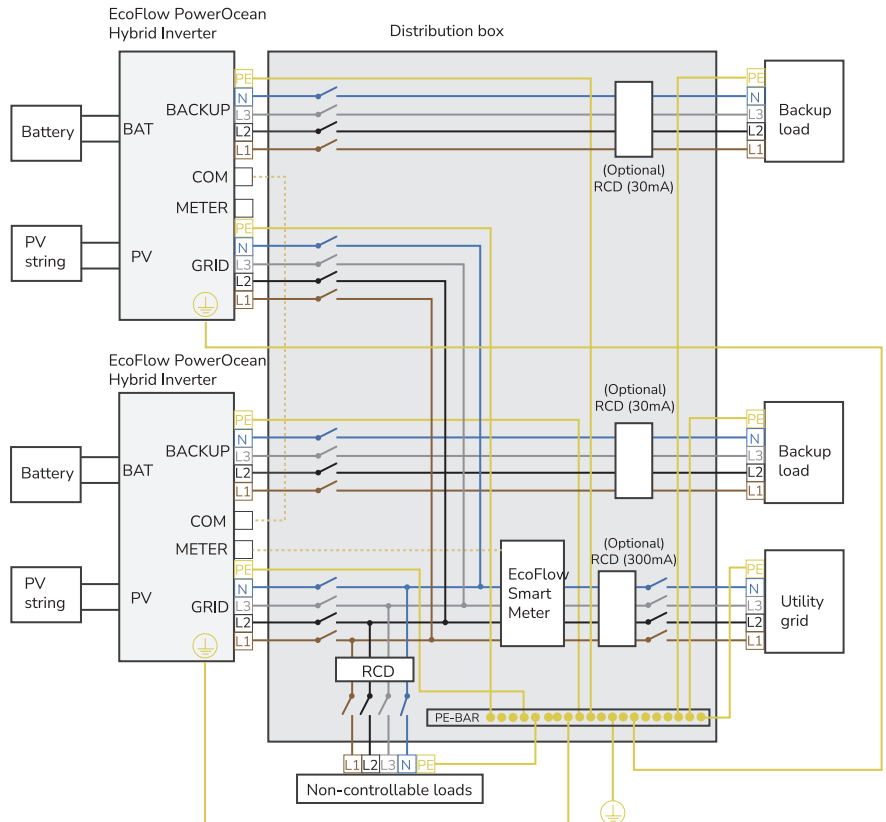 EcoFlow PowerOcean
Hybrid Inverter
Distribution box
PE
N
L3
L2
L1
BACKUP
Battery
BAT
COM
METER
PE
N
L3
L2
L1
GRID
PV
string
PV
(Optional)
RCD (30mA)
PE
N
L3
L2
L1
Backup
load
EcoFlow PowerOcean
Hybrid Inverter
PE
N
L3
L2
L1
BACKUP
Battery
BAT
COM
METER
PE
N
L3
L2
L1
GRID
PV
string
PV
(Optional)
RCD (30mA)
PE
N
L3
L2
L1
Backup
load
EcoFlow
Smart
Meter
(Optional)
RCD (300mA)
PE
N
L3
L2
L1
Utility
grid
RCD
PE-BAR
L1 L2 L3 N PE
Non-controllable loads